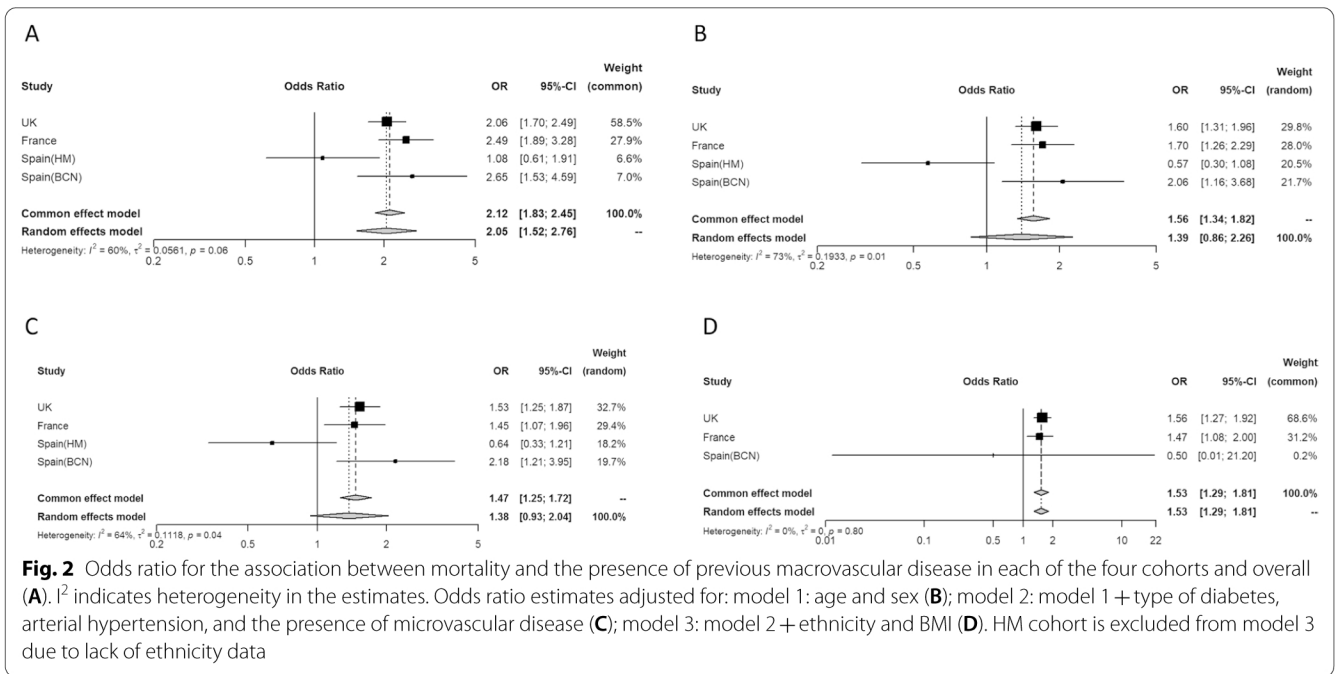 A
Weight
Study Odds Ratio OR 95%-CI (common)
UK 2.06 [1.70; 2.49] 58.5%
France 2.49 [1.89; 3.28] 27.9%
Spain(HM) 1.08 [0.61; 1.91] 6.6%
Spain(BCN) 2.65 [1.53; 4.59] 7.0%
Common effect model 2.12 [1.83; 2.45] 100.0%
Random effects model 2.05 [1.52; 2.76] --
Heterogeneity: I² = 60%, τ² = 0.0561, p = 0.06
0.2 0.5 1 2 5
B
Weight
Study Odds Ratio OR 95%-CI (random)
UK 1.60 [1.31; 1.96] 29.8%
France 1.70 [1.26; 2.29] 28.0%
Spain(HM) 0.57 [0.30; 1.08] 20.5%
Spain(BCN) 2.06 [1.16; 3.68] 21.7%
Common effect model 1.56 [1.34; 1.82] --
Random effects model 1.39 [0.86; 2.26] 100.0%
Heterogeneity: I² = 73%, τ² = 0.1933, p = 0.01
0.2 0.5 1 2 5
C
Weight
Study Odds Ratio OR 95%-CI (random)
UK 1.53 [1.25; 1.87] 32.7%
France 1.45 [1.07; 1.96] 29.4%
Spain(HM) 0.64 [0.33; 1.21] 18.2%
Spain(BCN) 2.18 [1.21; 3.95] 19.7%
Common effect model 1.47 [1.25; 1.72] --
Random effects model 1.38 [0.93; 2.04] 100.0%
Heterogeneity: I² = 64%, τ² = 0.1118, p = 0.04
0.2 0.5 1 2 5
D
Weight
Study Odds Ratio OR 95%-CI (common)
UK 1.56 [1.27; 1.92] 68.6%
France 1.47 [1.08; 2.00] 31.2%
Spain(BCN) 0.50 [0.01; 21.20] 0.2%
Common effect model 1.53 [1.29; 1.81] 100.0%
Random effects model 1.53 [1.29; 1.81] --
Heterogeneity: I² = 0%, τ² = 0, p = 0.80
0.01 0.1 0.5 1 2 10 22
Fig. 2 Odds ratio for the association between mortality and the presence of previous macrovascular disease in each of the four cohorts and overall
(A). I² indicates heterogeneity in the estimates. Odds ratio estimates adjusted for: model 1: age and sex (B); model 2: model 1 + type of diabetes,
arterial hypertension, and the presence of microvascular disease (C); model 3: model 2 + ethnicity and BMI (D). HM cohort is excluded from model 3
due to lack of ethnicity data